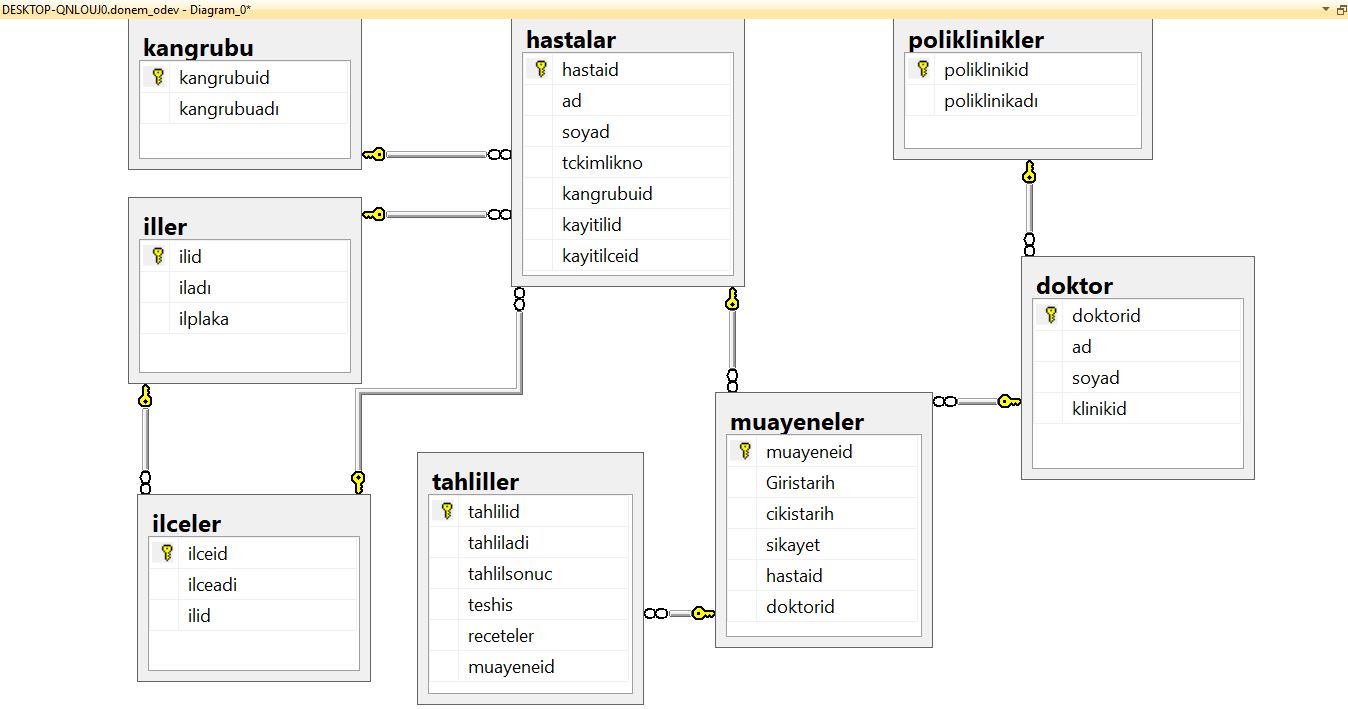 DESKTOP-QNLOUJ0.donem_odev - Diagram_0*
kangrubu
kangrubuid
kangrubuadı
hastalar
hastaid
ad
soyad
tckimlikno
kangrubuid
kayitilid
kayitilceid
poliklinikler
poliklinikid
poliklinikadı
iller
ilid
iladı
ilplaka
doktor
doktorid
ad
soyad
klinikid
muayeneler
muayeneid
Giristarih
cikistarih
sikayet
hastaid
doktorid
tahliller
tahlilid
tahliladi
tahlilsonuc
teshis
receteler
muayeneid
ilceler
ilceid
ilceadi
ilid